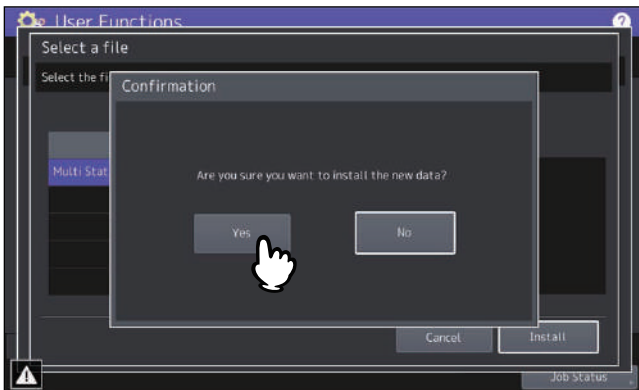 User Functions
?
Select a file
Select the fi
Confirmation
Multi Stat
Are you sure you want to install the new data?
Yes
No
Cancel
Install
Job Status